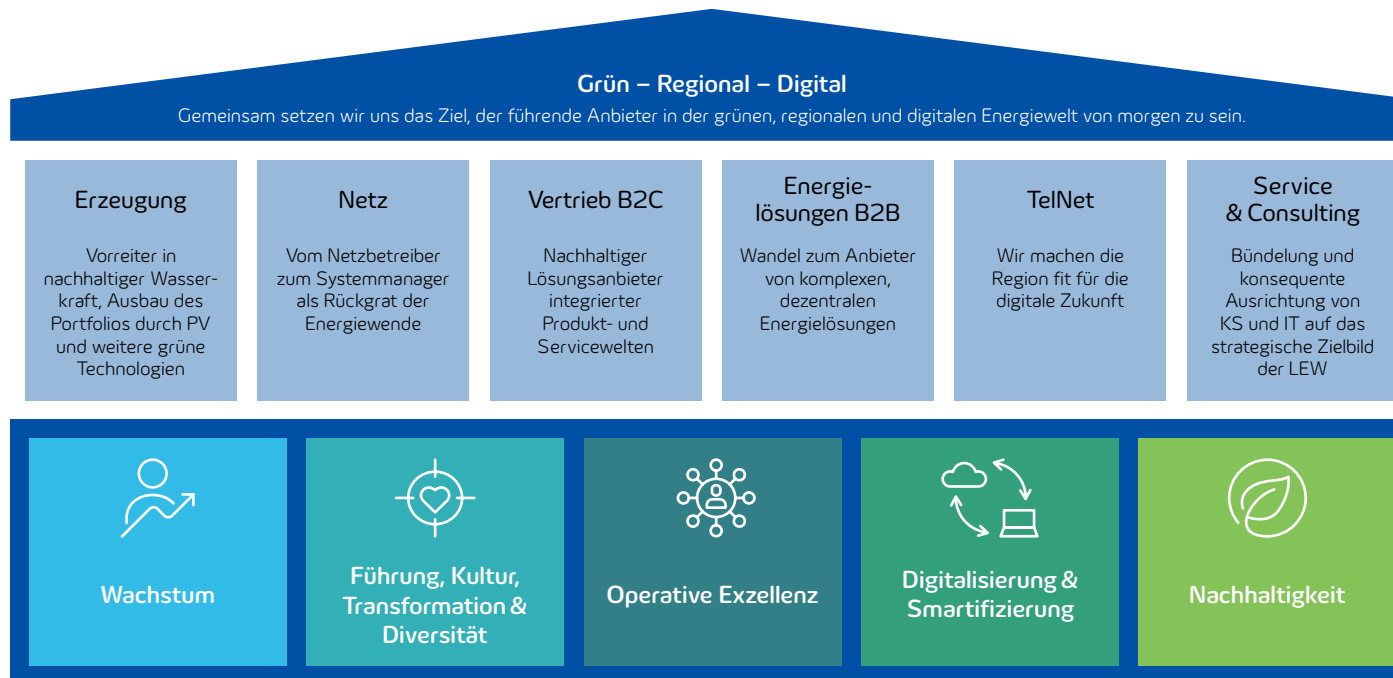 Grün – Regional – Digital
Gemeinsam setzen wir uns das Ziel, der führende Anbieter in der grünen, regionalen und digitalen Energiewelt von morgen zu sein.
Erzeugung
Vorreiter in
nachhaltiger Wasser-
kraft, Ausbau des
Portfolios durch PV
und weitere grüne
Technologien
Netz
Vom Netzbetreiber
zum Systemmanager
als Rückgrat der
Energiewende
Vertrieb B2C
Nachhaltiger
Lösungsanbieter
integrierter
Produkt- und
Servicewelten
Energie-
lösungen B2B
Wandel zum Anbieter
von komplexen,
dezentralen
Energielösungen
TelNet
Wir machen die
Region fit für die
digitale Zukunft
Service
& Consulting
Bündelung und
konsequente
Ausrichtung von
KS und IT auf das
strategische Zielbild
der LEW
Wachstum
Führung, Kultur,
Transformation &
Diversität
Operative Exzellenz
Digitalisierung &
Smartifizierung
Nachhaltigkeit